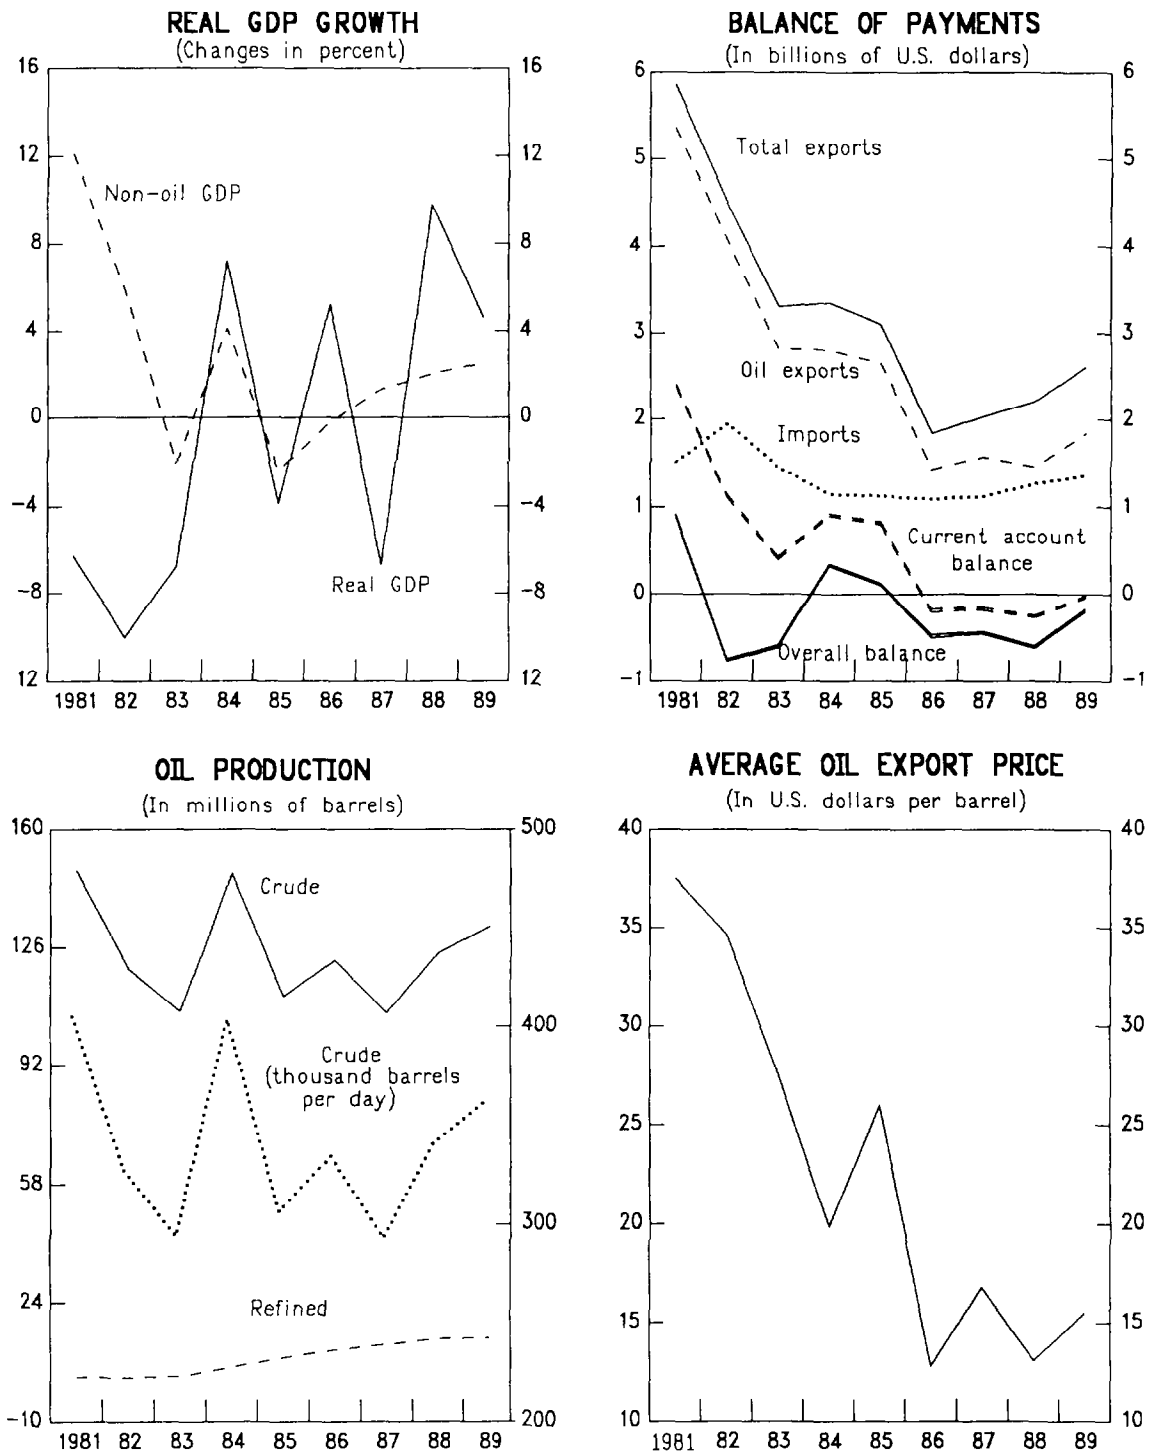 REAL GDP GROWTH
(Changes in percent)
16
16
12
12
8
8
4
4
0
0
-4
-4
-8
-8
12
12
Non-oil GDP
Real GDP
1981 82 83 84 85 86 87 88 89
BALANCE OF PAYMENTS
(In billions of U.S. dollars)
6
6
5
5
4
4
3
3
2
2
1
1
0
0
-1
-1
Total exports
Oil exports
Imports
Current account
balance
Overall balance
1981 82 83 84 85 86 87 88 89
OIL PRODUCTION
(In millions of barrels)
160
500
126
400
92
58
300
24
-10
200
Crude
Crude
(thousand barrels
per day)
Refined
1981 82 83 84 85 86 87 88 89
AVERAGE OIL EXPORT PRICE
(In U.S. dollars per barrel)
40
40
35
35
30
30
25
25
20
20
15
15
10
10
1981 82 83 84 85 86 87 88 89